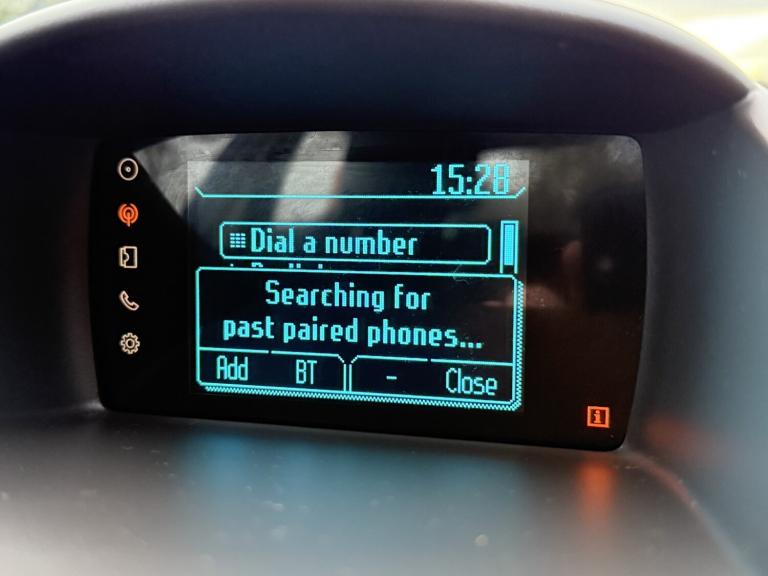 15:28
Dial a number
Searching for
past paired phones...
Add BT - Close
i